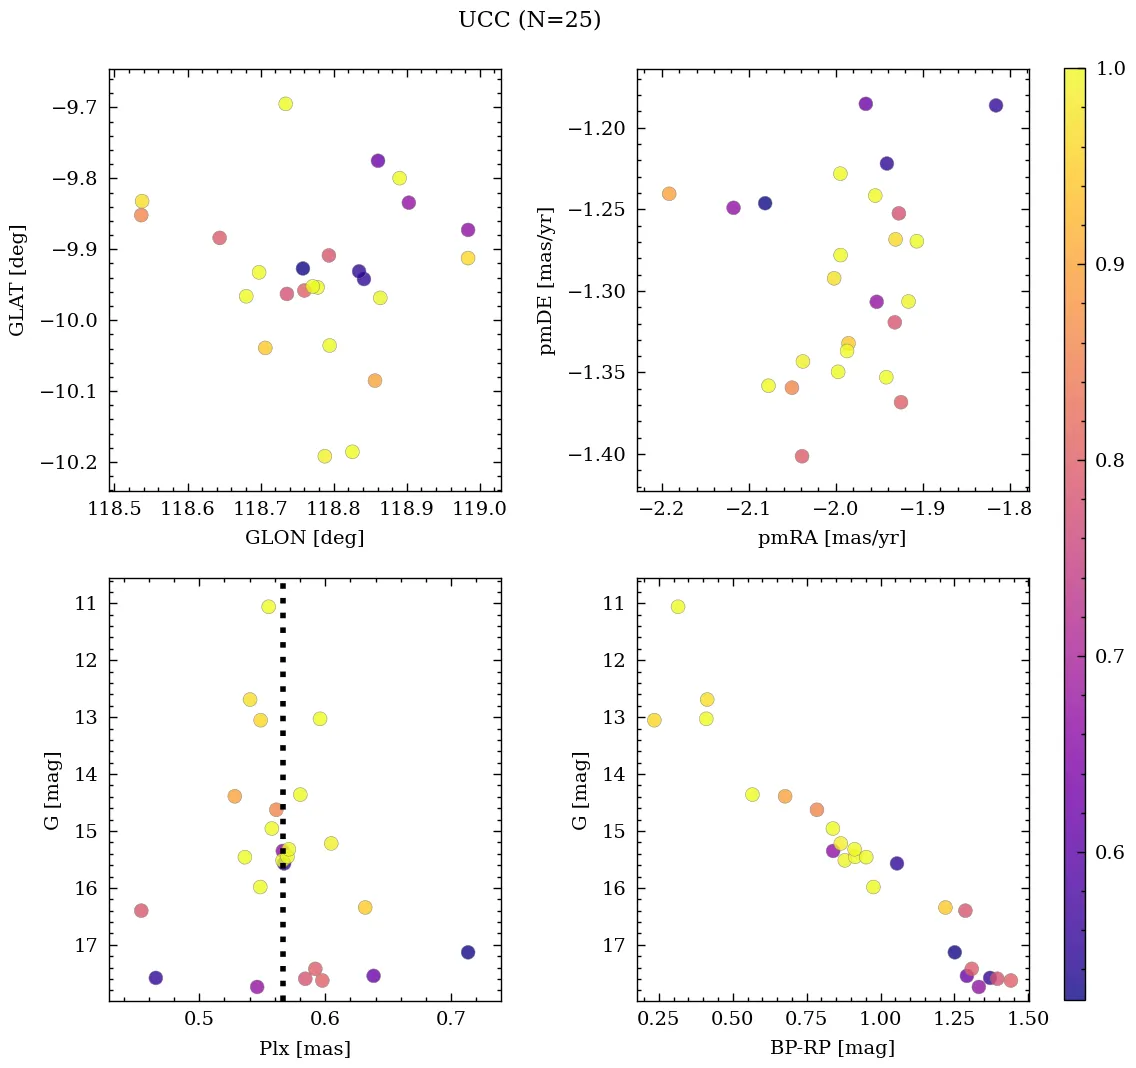 UCC (N=25)
−9.7
−9.8
−9.9
−10.0
−10.1
−10.2
GLAT [deg]
118.5 118.6 118.7 118.8 118.9 119.0
GLON [deg]
−1.20
−1.25
−1.30
−1.35
−1.40
pmDE [mas/yr]
−2.2 −2.1 −2.0 −1.9 −1.8
pmRA [mas/yr]
11
12
13
14
15
16
17
G [mag]
0.5 0.6 0.7
Plx [mas]
11
12
13
14
15
16
17
G [mag]
0.25 0.50 0.75 1.00 1.25 1.50
BP-RP [mag]
1.0
0.9
0.8
0.7
0.6